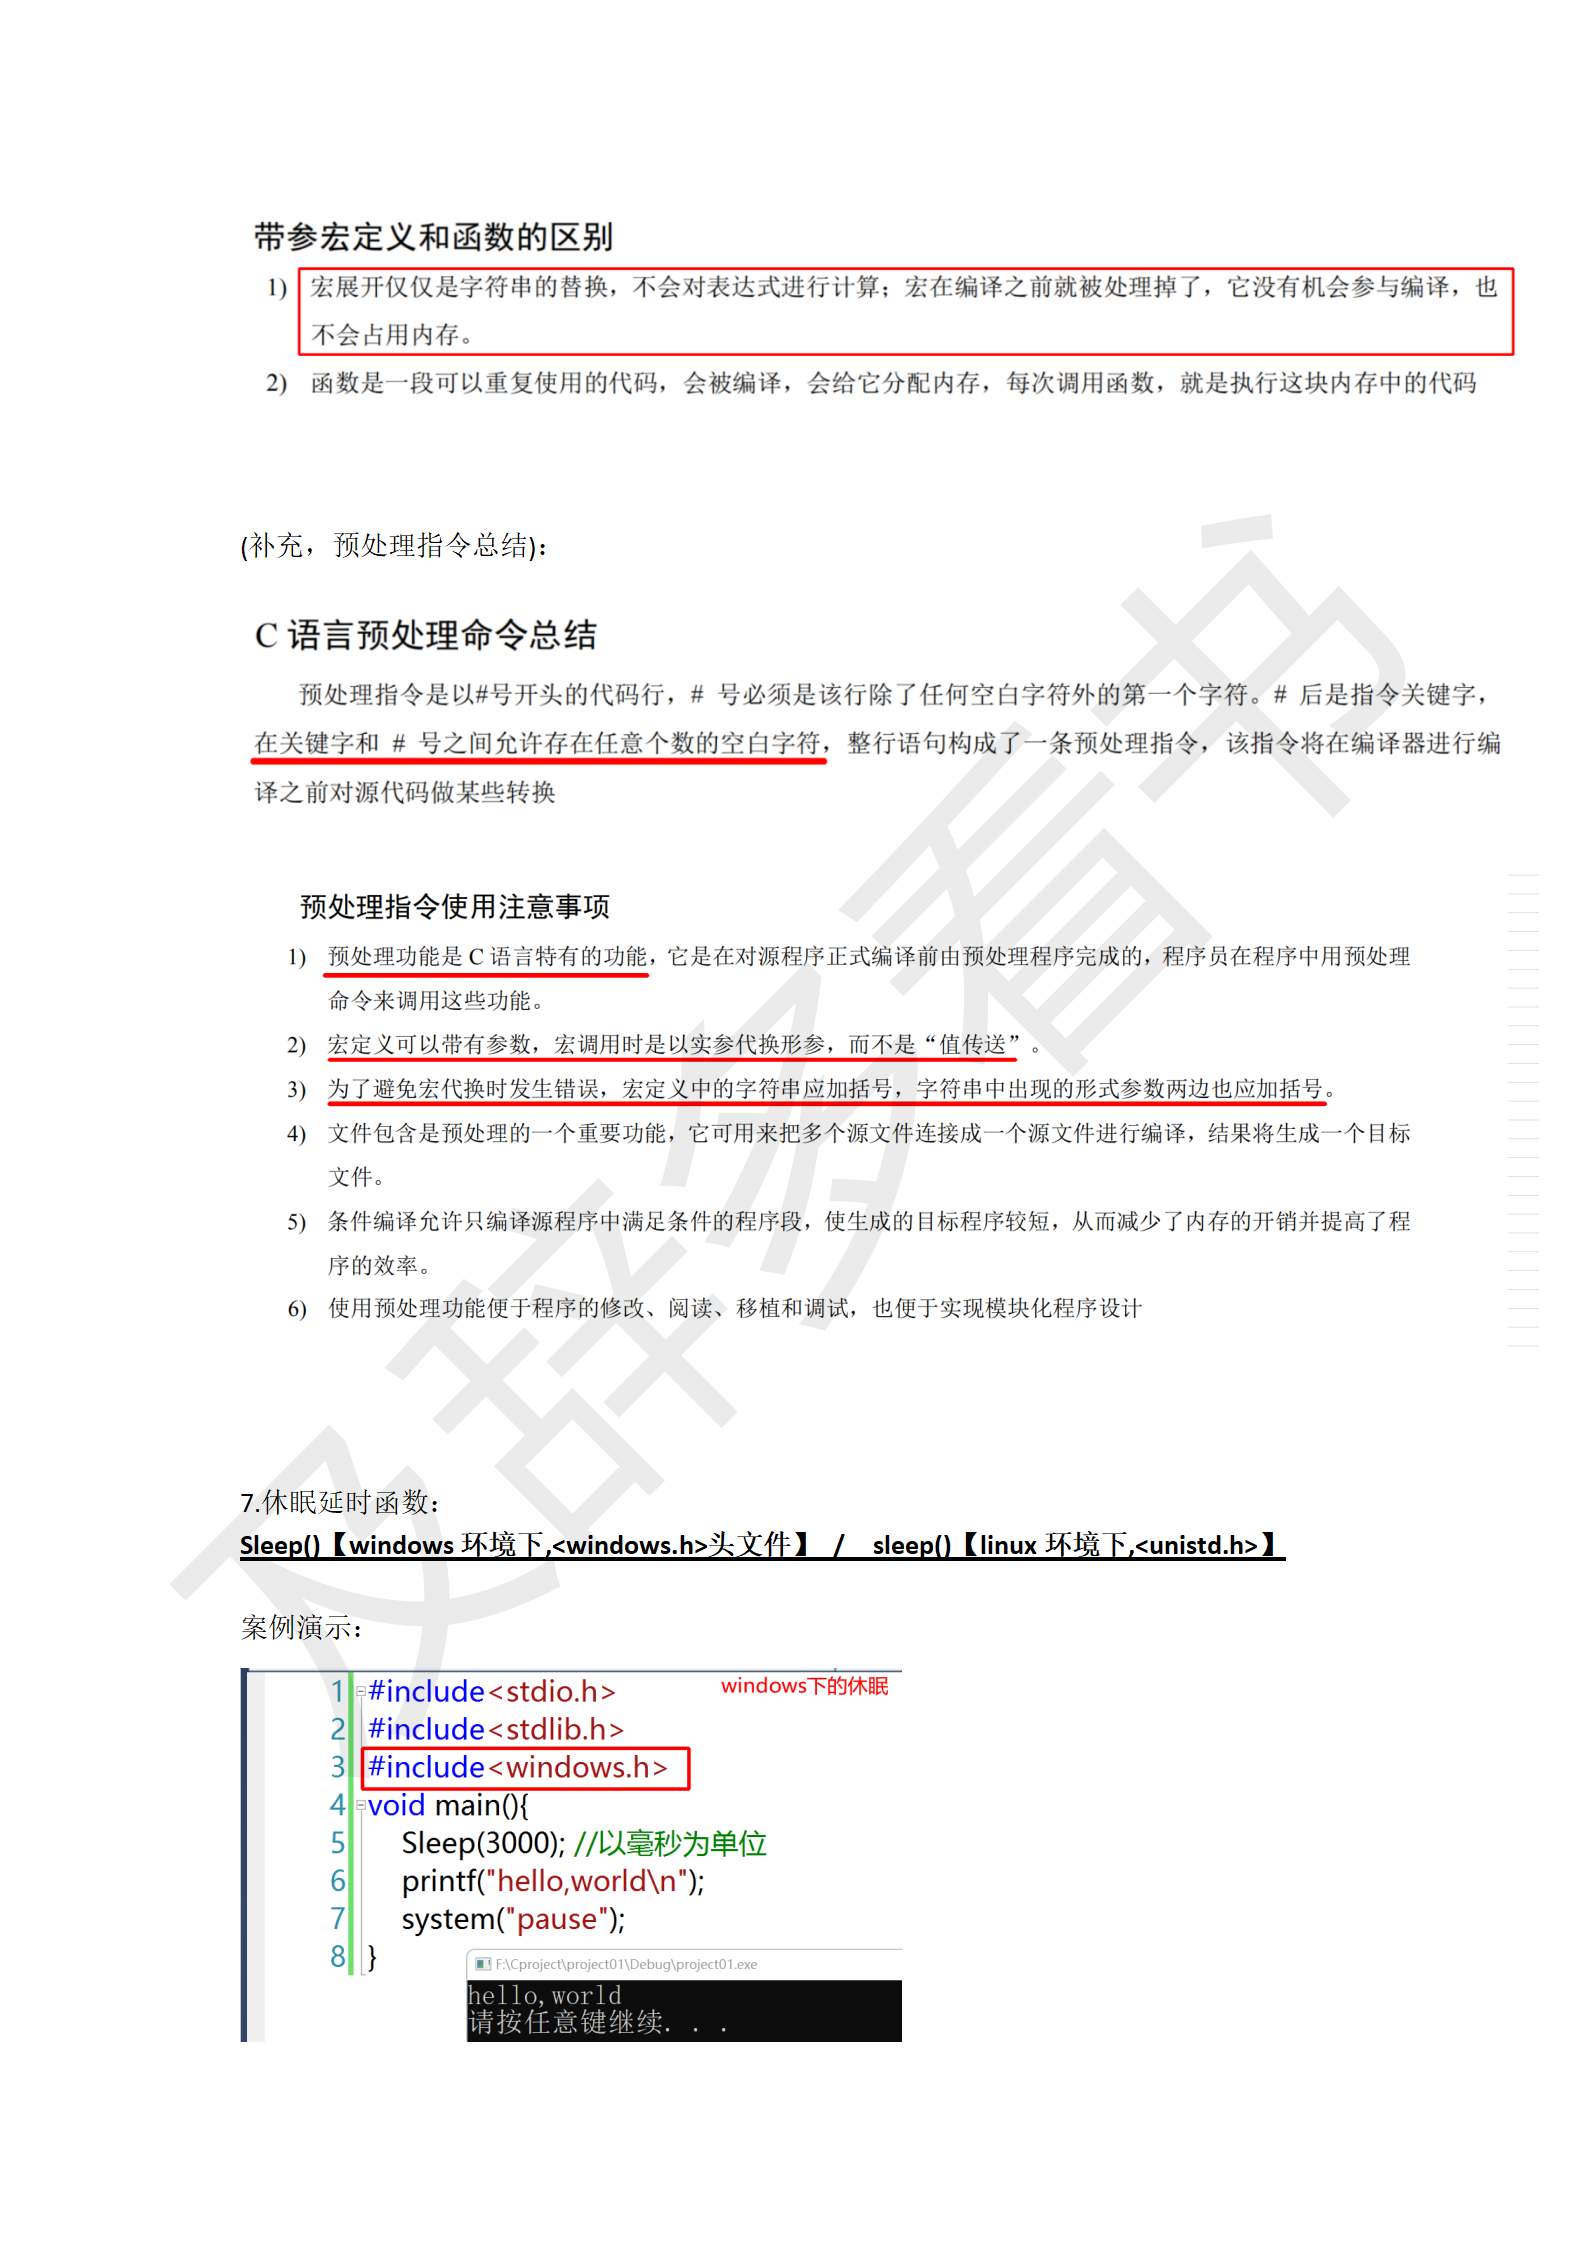 带参宏定义和函数的区别
1) 宏展开仅仅是字符串的替换，不会对表达式进行计算；宏在编译之前就被处理掉了，它没有机会参与编译，也
不会占用内存。
2) 函数是一段可以重复使用的代码，会被编译，会给它分配内存，每次调用函数，就是执行这块内存中的代码
(补充，预处理指令总结)：
C 语言预处理命令总结
预处理指令是以#号开头的代码行，# 号必须是该行除了任何空白字符外的第一个字符。# 后是指令关键字，
在关键字和 # 号之间允许存在任意个数的空白字符，整行语句构成了一条预处理指令，该指令将在编译器进行编
译之前对源代码做某些转换
预处理指令使用注意事项
1) 预处理功能是 C 语言特有的功能，它是在对源程序正式编译前由预处理程序完成的，程序员在程序中用预处理
命令来调用这些功能。
2) 宏定义可以带有参数，宏调用时是以实参代换形参，而不是“值传送”。
3) 为了避免宏代换时发生错误，宏定义中的字符串应加括号，字符串中出现的形式参数两边也应加括号。
4) 文件包含是预处理的一个重要功能，它可用来把多个源文件连接成一个源文件进行编译，结果将生成一个目标
文件。
5) 条件编译允许只编译源程序中满足条件的程序段，使生成的目标程序较短，从而减少了内存的开销并提高了程
序的效率。
6) 使用预处理功能便于程序的修改、阅读、移植和调试，也便于实现模块化程序设计
7.休眠延时函数：
Sleep()【windows 环境下,<windows.h>头文件】 / sleep()【linux 环境下,<unistd.h>】
案例演示：
windows下的休眠
1 #include<stdio.h>
2 #include<stdlib.h>
3 #include<windows.h>
4 void main(){
5 Sleep(3000); //以毫秒为单位
6 printf("hello,world\n");
7 system("pause");
8 }
F:\Cproject\project01\Debug\project01.exe
hello,world
请按任意键继续. . .
及辞多看书